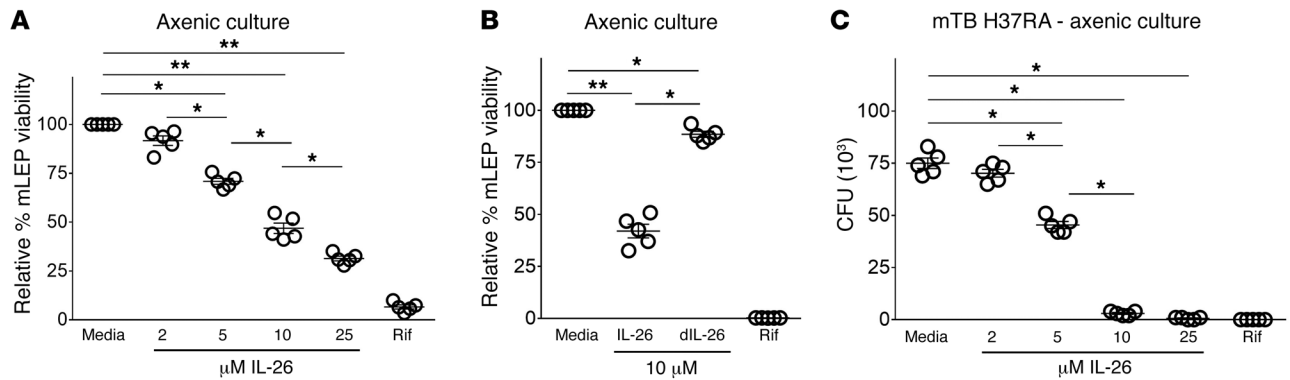 A
Axenic culture
**
**
*
*
*
*
Relative % mLEP viability
100
75
50
25
0
Media 2 5 10 25 Rif
μM IL-26
B
Axenic culture
*
**
*
Relative % mLEP viability
100
75
50
25
0
Media IL-26 dIL-26 Rif
10 μM
C
mTB H37RA - axenic culture
*
*
*
*
*
CFU (10³)
100
75
50
25
0
Media 2 5 10 25 Rif
μM IL-26